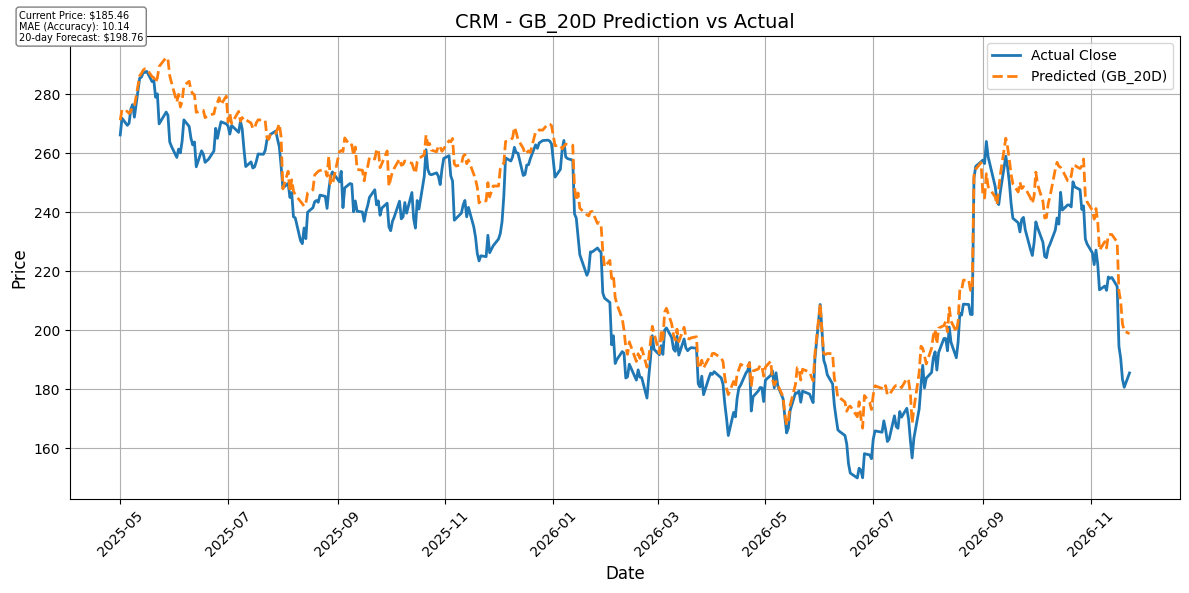 CRM - GB_20D Prediction vs Actual
Current Price: $185.46
MAE (Accuracy): 10.14
20-day Forecast: $198.76
Actual Close
Predicted (GB_20D)
Price
280
260
240
220
200
180
160
2025-05
2025-07
2025-09
2025-11
2026-01
2026-03
2026-05
2026-07
2026-09
2026-11
Date